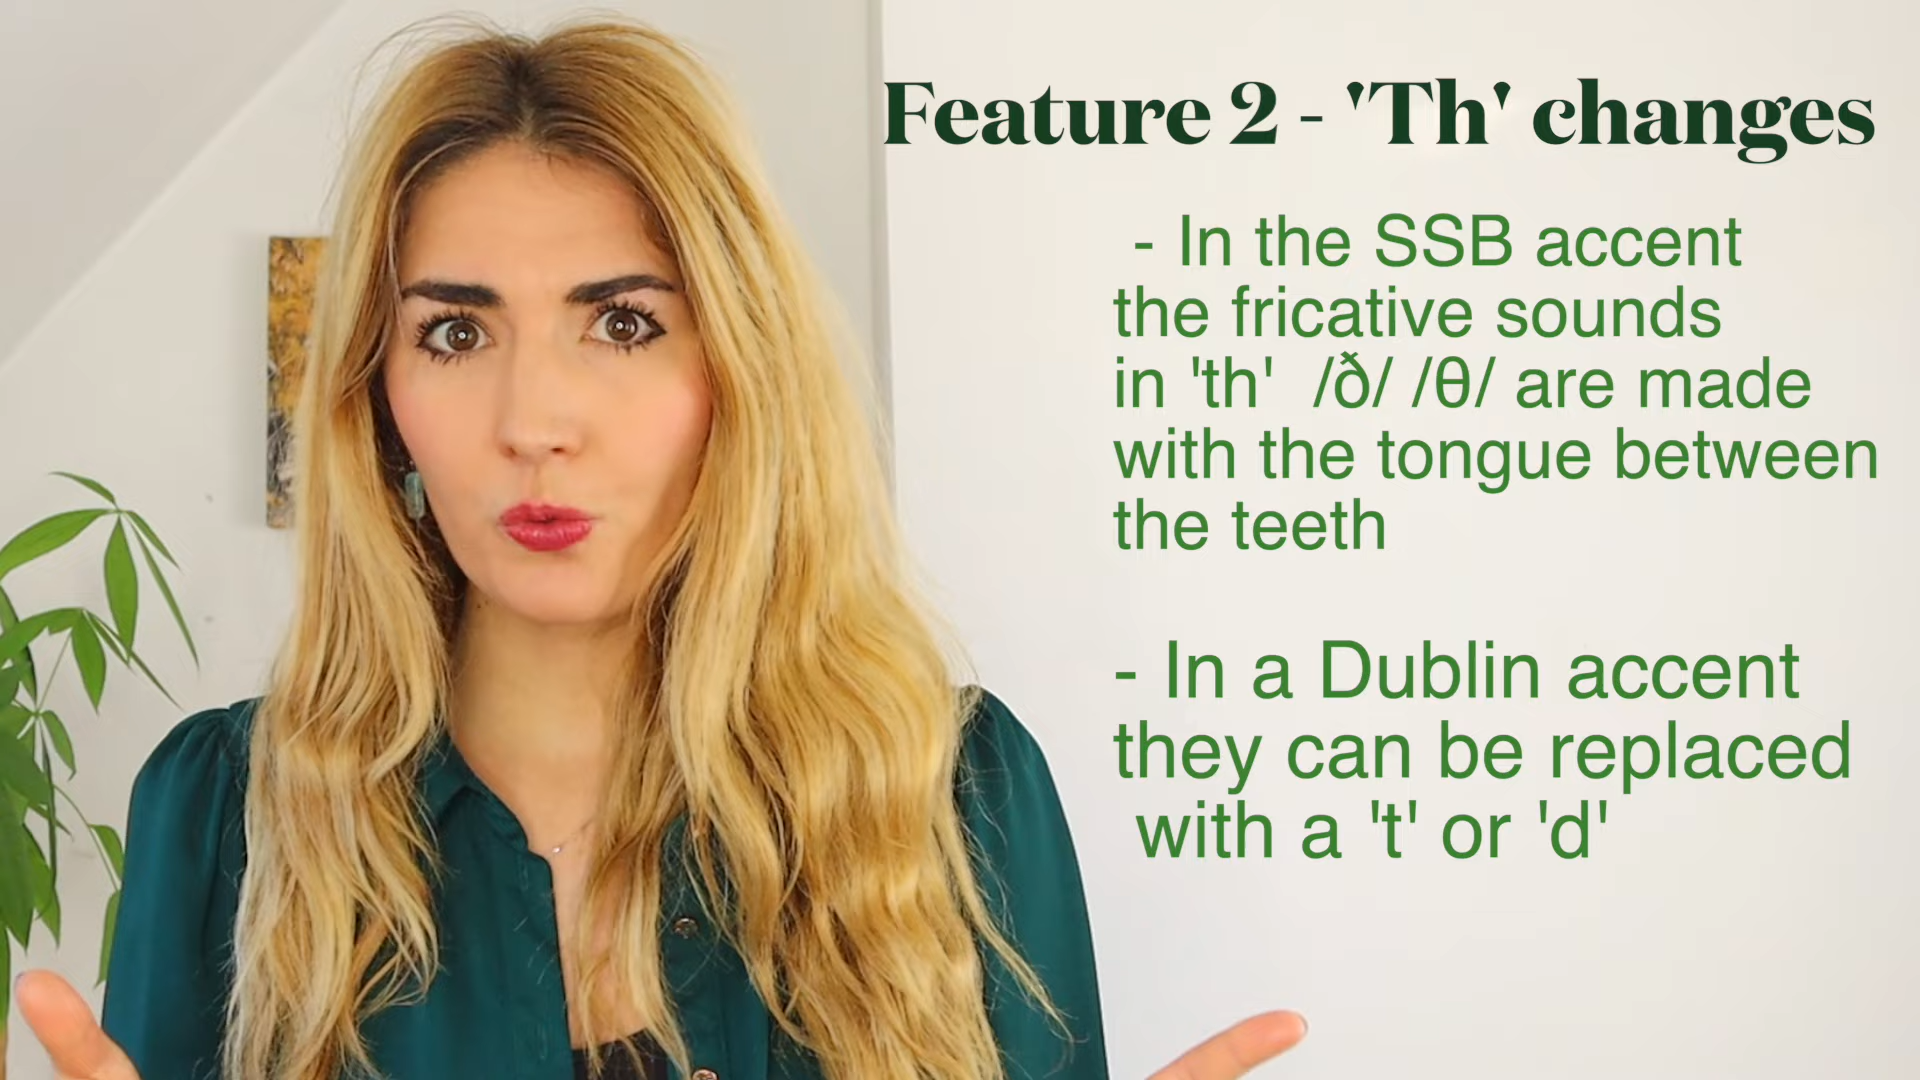 Feature 2 - 'Th' changes
- In the SSB accent
the fricative sounds
in 'th' /ð/ /θ/ are made
with the tongue between
the teeth
- In a Dublin accent
they can be replaced
with a 't' or 'd'